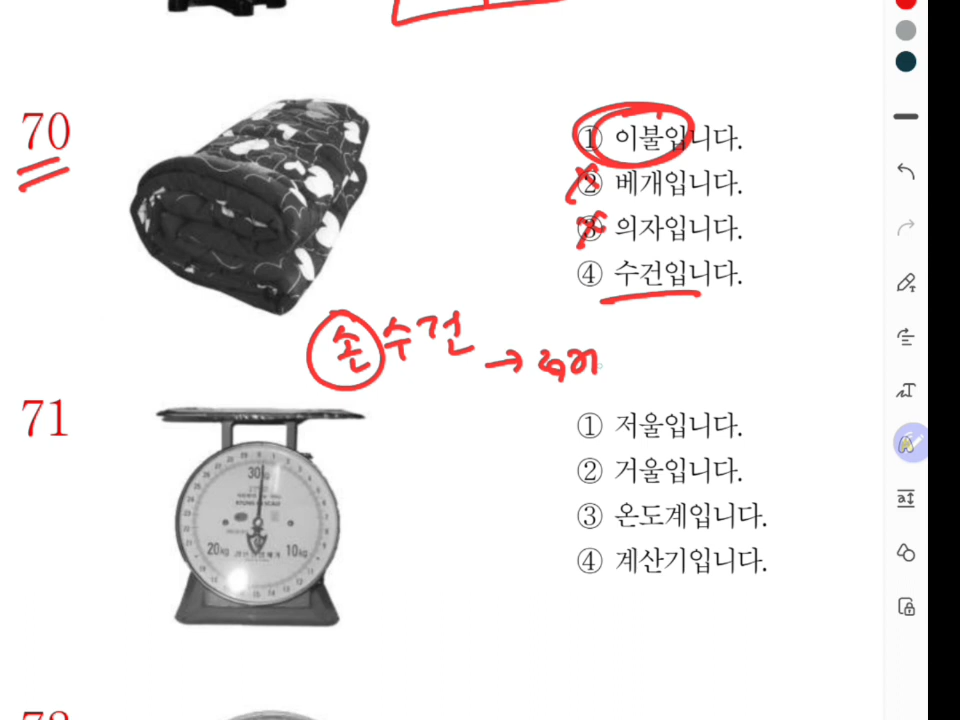 70
① 이불입니다.
② 베개입니다.
③ 의자입니다.
④ 수건입니다.
손수건 →
71
30kg
20kg 10kg
① 저울입니다.
② 거울입니다.
③ 온도계입니다.
④ 계산기입니다.